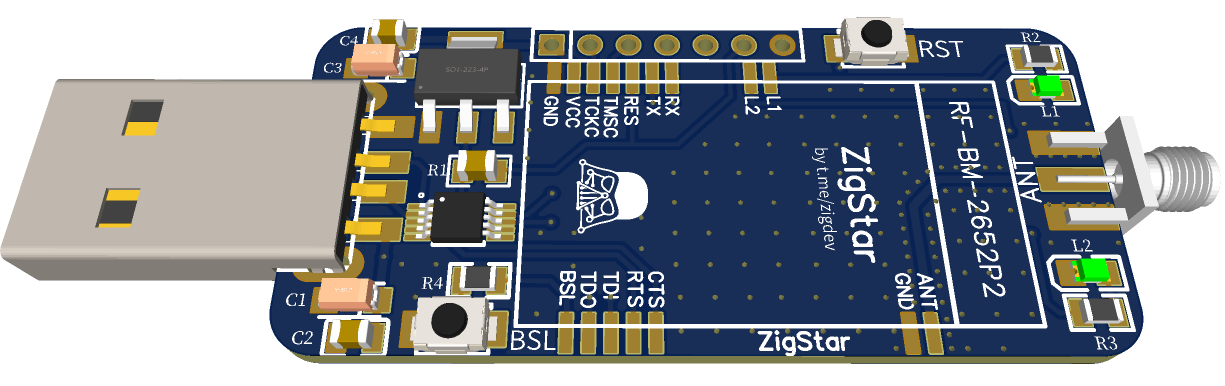 C4
C3
SOT-223-4P
RST
R2
L1
GND
VCC
TCKC
TMSC
RES
TX
RX
L2
L1
R1
ZigStar
by t.me/zigdev
RF-BM-2652P2
ANT
L2
R4
C1
C2
BSL
BSL
TDO
TDI
RTS
CTS
GND
ANT
ZigStar
R3